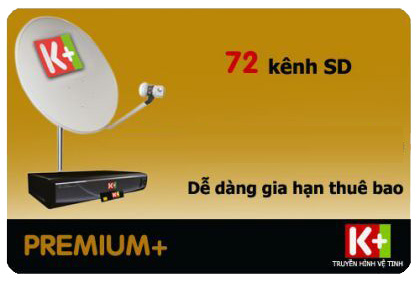 K+
72 kênh SD
K+
Dễ dàng gia hạn thuê bao
PREMIUM+
K+
TRUYỀN HÌNH VỆ TINH